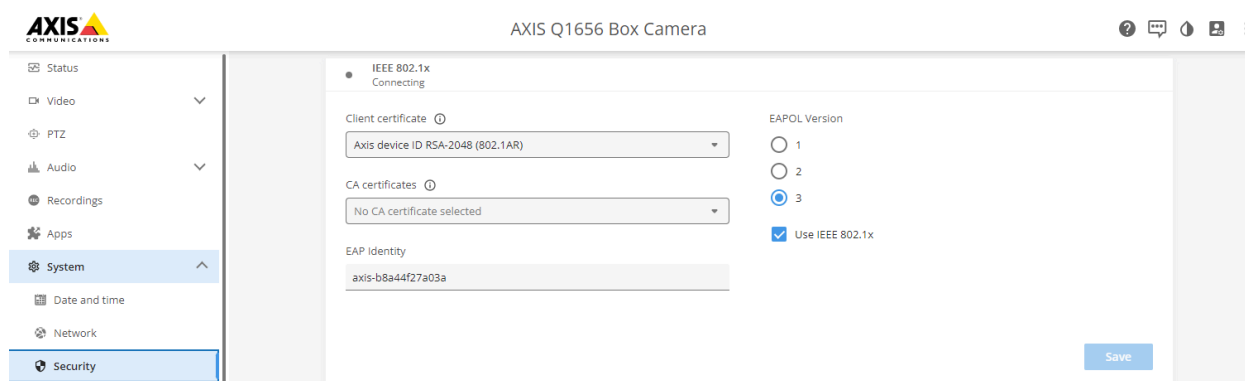 AXIS
COMMUNICATIONS
AXIS Q1656 Box Camera
Status
Video
PTZ
Audio
Recordings
Apps
System
Date and time
Network
Security
IEEE 802.1x
Connecting
Client certificate
Axis device ID RSA-2048 (802.1AR)
CA certificates
No CA certificate selected
EAP Identity
axis-b8a44f27a03a
EAPOL Version
1
2
3
Use IEEE 802.1x
Save